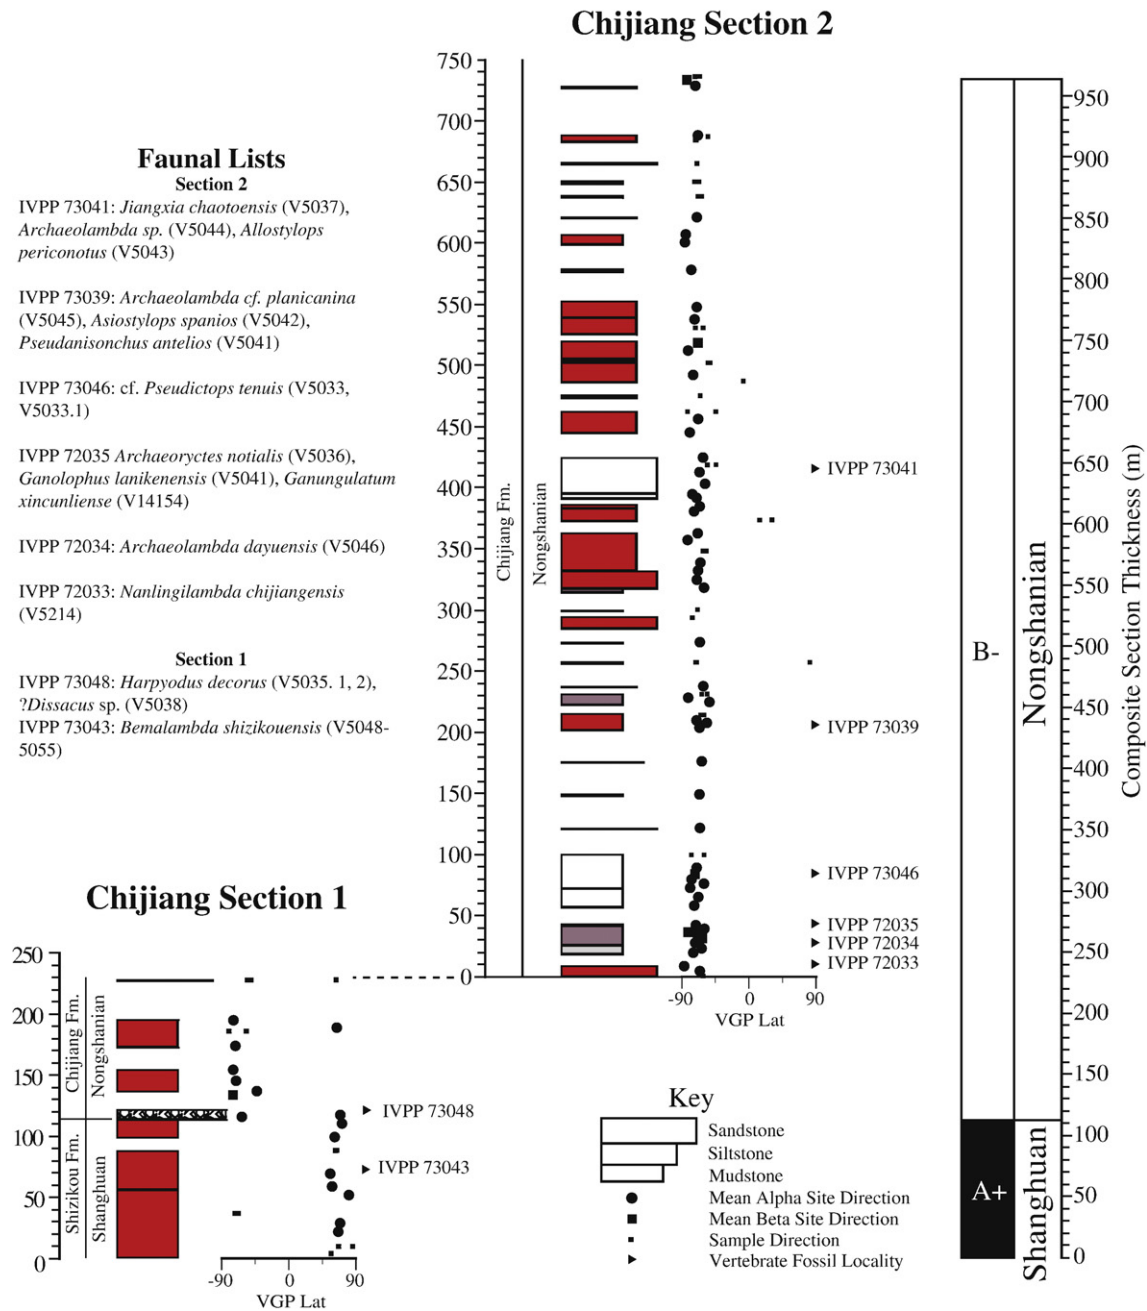 Chijiang Section 2
750
700
650
600
550
500
450
400
350
300
250
200
150
100
50
0
Chijiang Fm.
Nongshanian
IVPP 73041
IVPP 73039
IVPP 73046
IVPP 72035
IVPP 72034
IVPP 72033
-90 0 90
VGP Lat
Faunal Lists
Section 2
IVPP 73041: Jiangxia chaotoensis (V5037),
Archaeolambda sp. (V5044), Allostylops
periconotus (V5043)
IVPP 73039: Archaeolambda cf. planicanina
(V5045), Asiostylops spanios (V5042),
Pseudanisonchus antelios (V5041)
IVPP 73046: cf. Pseudictops tenuis (V5033,
V5033.1)
IVPP 72035 Archaeoryctes notialis (V5036),
Ganolophus lanikenensis (V5041), Ganungulatum
xincunliense (V14154)
IVPP 72034: Archaeolambda dayuensis (V5046)
IVPP 72033: Nanlingilambda chijiangensis
(V5214)
Section 1
IVPP 73048: Harpyodus decorus (V5035. 1, 2),
?Dissacus sp. (V5038)
IVPP 73043: Bemalambda shizikouensis (V5048-
5055)
Chijiang Section 1
250
200
150
100
50
0
Chijiang Fm.
Nongshanian
Shizikou Fm.
Shanghuan
IVPP 73048
IVPP 73043
-90 0 90
VGP Lat
Key
Sandstone
Siltstone
Mudstone
Mean Alpha Site Direction
Mean Beta Site Direction
Sample Direction
Vertebrate Fossil Locality
B-
A+
Nongshanian
Shanghuan
950
900
850
800
750
700
650
600
550
500
450
400
350
300
250
200
150
100
50
0
Composite Section Thickness (m)